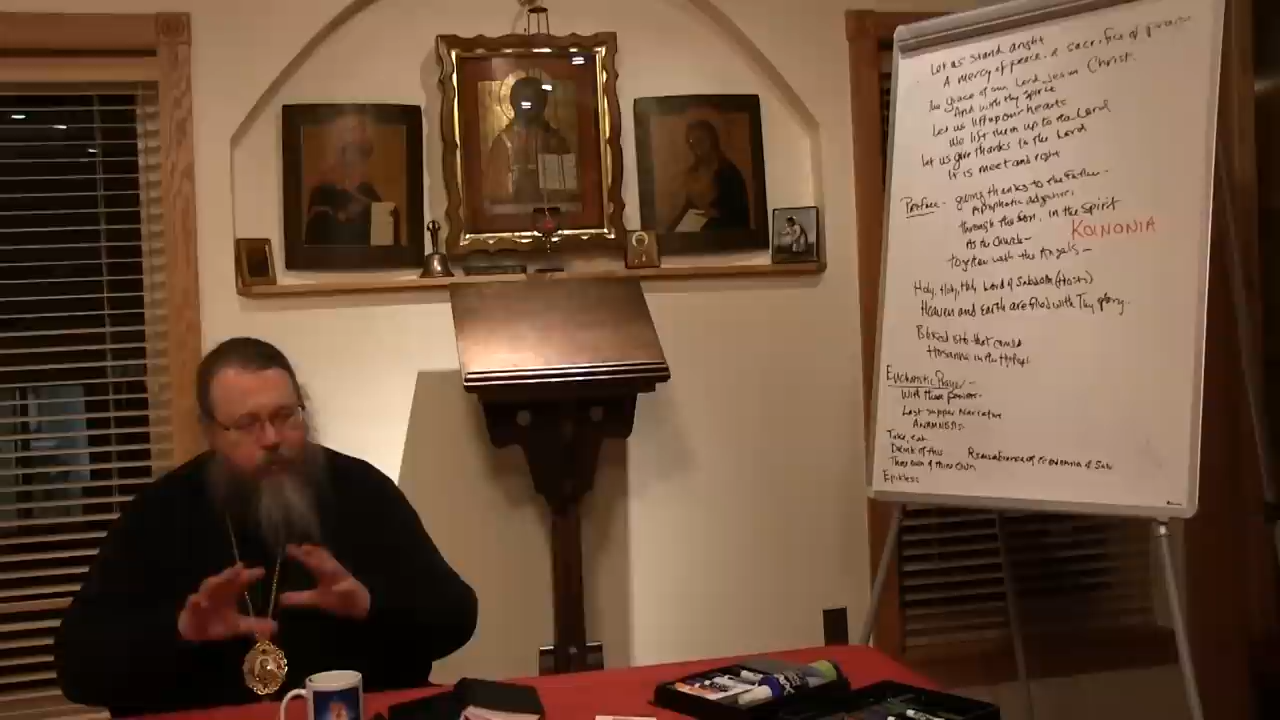 Let us stand aright
A mercy of peace, a sacrifice of praise
The grace of our Lord Jesus Christ.
And with thy spirit
Let us lift up our hearts
We lift them up to the Lord
Let us give thanks to the Lord
It is meet and right
Preface - giving thanks to the Father -
Apophatic
through the Son, in the Spirit
KOINONIA
As the Church -
together with the Angels -
Holy, Holy, Holy Lord of Sabaoth (Hosts)
Heaven and Earth are filled with Thy glory.
Blessed is he that comes
Hosanna in the Highest
Eucharistic Prayer -
With these powers -
Last supper Narrative
ANAMNESIS
Take, eat
Drink of this
Remembrance of economia of
Thine own of thine own